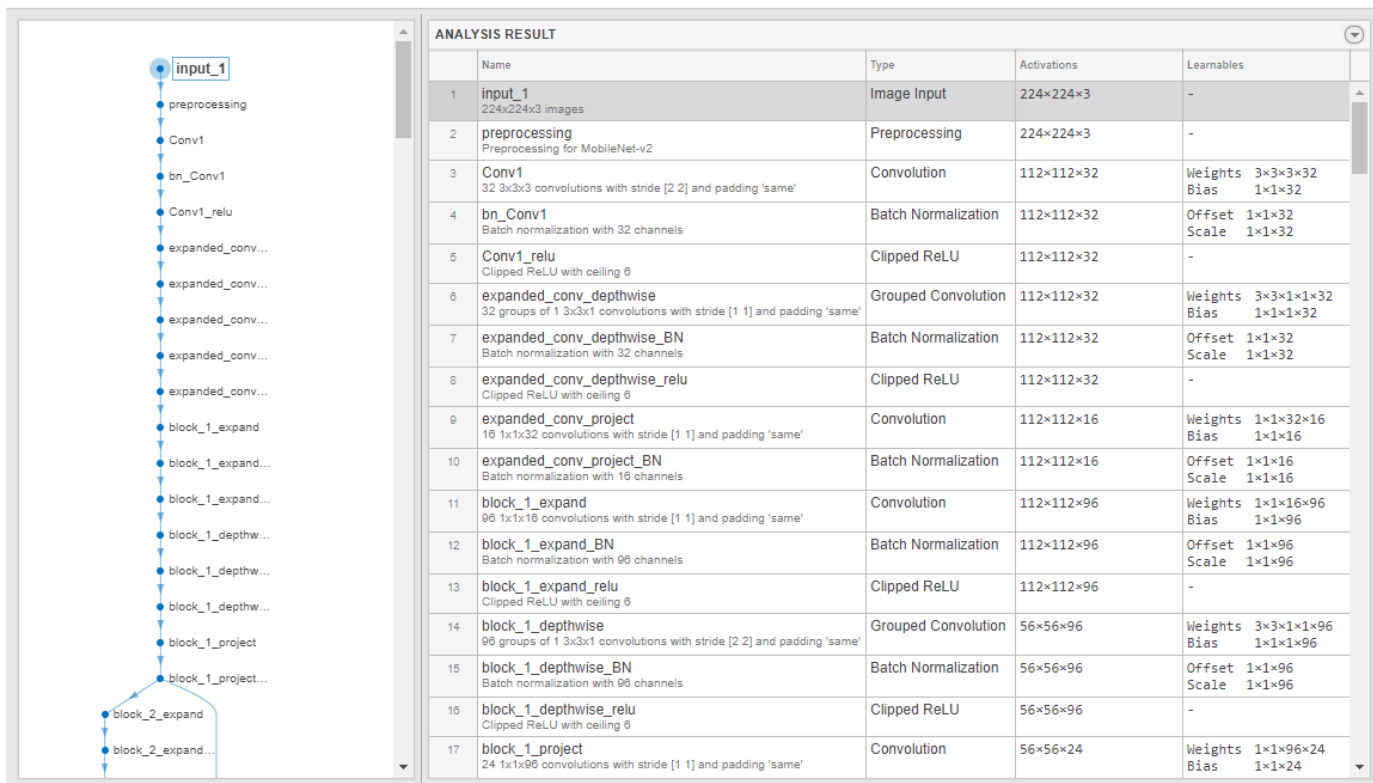 input_1
preprocessing
Conv1
bn_Conv1
Conv1_relu
expanded_conv...
expanded_conv...
expanded_conv...
expanded_conv...
expanded_conv...
block_1_expand
block_1_expand...
block_1_expand...
block_1_depthw...
block_1_depthw...
block_1_depthw...
block_1_project
block_1_project...
block_2_expand
block_2_expand...
ANALYSIS RESULT
Name Type Activations Learnables
1 input_1 Image Input 224×224×3 -
224x224x3 images
2 preprocessing Preprocessing 224×224×3 -
Preprocessing for MobileNet-v2
3 Conv1 Convolution 112×112×32 Weights 3×3×3×32
32 3x3x3 convolutions with stride [2 2] and padding 'same' Bias 1×1×32
4 bn_Conv1 Batch Normalization 112×112×32 Offset 1×1×32
Batch normalization with 32 channels Scale 1×1×32
5 Conv1_relu Clipped ReLU 112×112×32 -
Clipped ReLU with ceiling 6
6 expanded_conv_depthwise Grouped Convolution 112×112×32 Weights 3×3×1×1×32
32 groups of 1 3x3x1 convolutions with stride [1 1] and padding 'same' Bias 1×1×1×32
7 expanded_conv_depthwise_BN Batch Normalization 112×112×32 Offset 1×1×32
Batch normalization with 32 channels Scale 1×1×32
8 expanded_conv_depthwise_relu Clipped ReLU 112×112×32 -
Clipped ReLU with ceiling 6
9 expanded_conv_project Convolution 112×112×16 Weights 1×1×32×16
16 1x1x32 convolutions with stride [1 1] and padding 'same' Bias 1×1×16
10 expanded_conv_project_BN Batch Normalization 112×112×16 Offset 1×1×16
Batch normalization with 16 channels Scale 1×1×16
11 block_1_expand Convolution 112×112×96 Weights 1×1×16×96
96 1x1x16 convolutions with stride [1 1] and padding 'same' Bias 1×1×96
12 block_1_expand_BN Batch Normalization 112×112×96 Offset 1×1×96
Batch normalization with 96 channels Scale 1×1×96
13 block_1_expand_relu Clipped ReLU 112×112×96 -
Clipped ReLU with ceiling 6
14 block_1_depthwise Grouped Convolution 56×56×96 Weights 3×3×1×1×96
96 groups of 1 3x3x1 convolutions with stride [2 2] and padding 'same' Bias 1×1×1×96
15 block_1_depthwise_BN Batch Normalization 56×56×96 Offset 1×1×96
Batch normalization with 96 channels Scale 1×1×96
16 block_1_depthwise_relu Clipped ReLU 56×56×96 -
Clipped ReLU with ceiling 6
17 block_1_project Convolution 56×56×24 Weights 1×1×96×24
24 1x1x96 convolutions with stride [1 1] and padding 'same' Bias 1×1×24